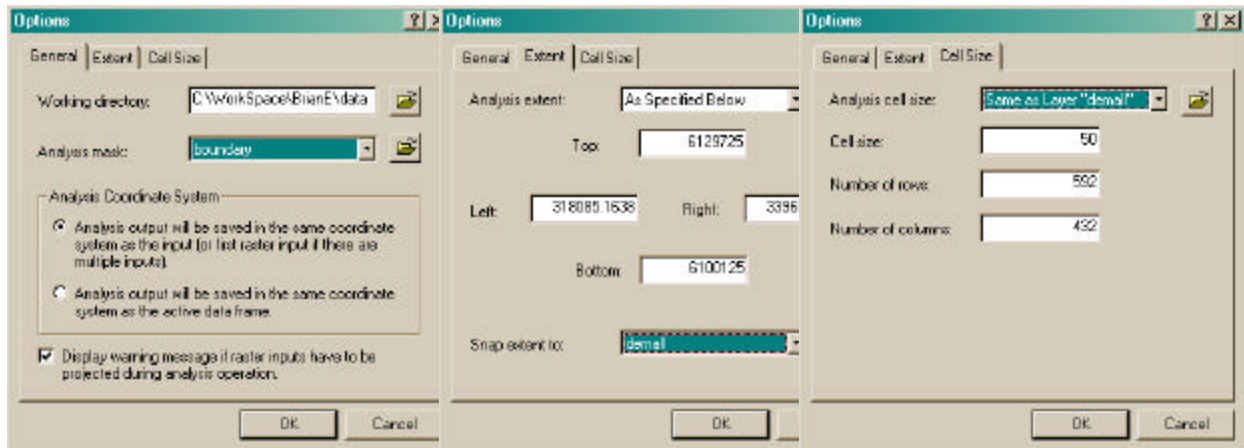 Options
General Extent Cell Size
Working directory: C:\WorkSpace\BrianE\data
Analysis mask: boundary
Analysis Coordinate System
Analysis output will be saved in the same coordinate
system as the input (or first raster input if there are
multiple inputs).
Analysis output will be saved in the same coordinate
system as the active data frame.
Display warning message if raster inputs have to be
projected during analysis operation.
OK Cancel
Options
General Extent Cell Size
Analysis extent: As Specified Below
Top: 6129725
Left: 318085.1638 Right: 3396
Bottom: 6100125
Snap extent to: demall
OK
Options
General Extent Cell Size
Analysis cell size: Same as Layer "demall"
Cell size: 50
Number of rows: 592
Number of columns: 432
OK Cancel